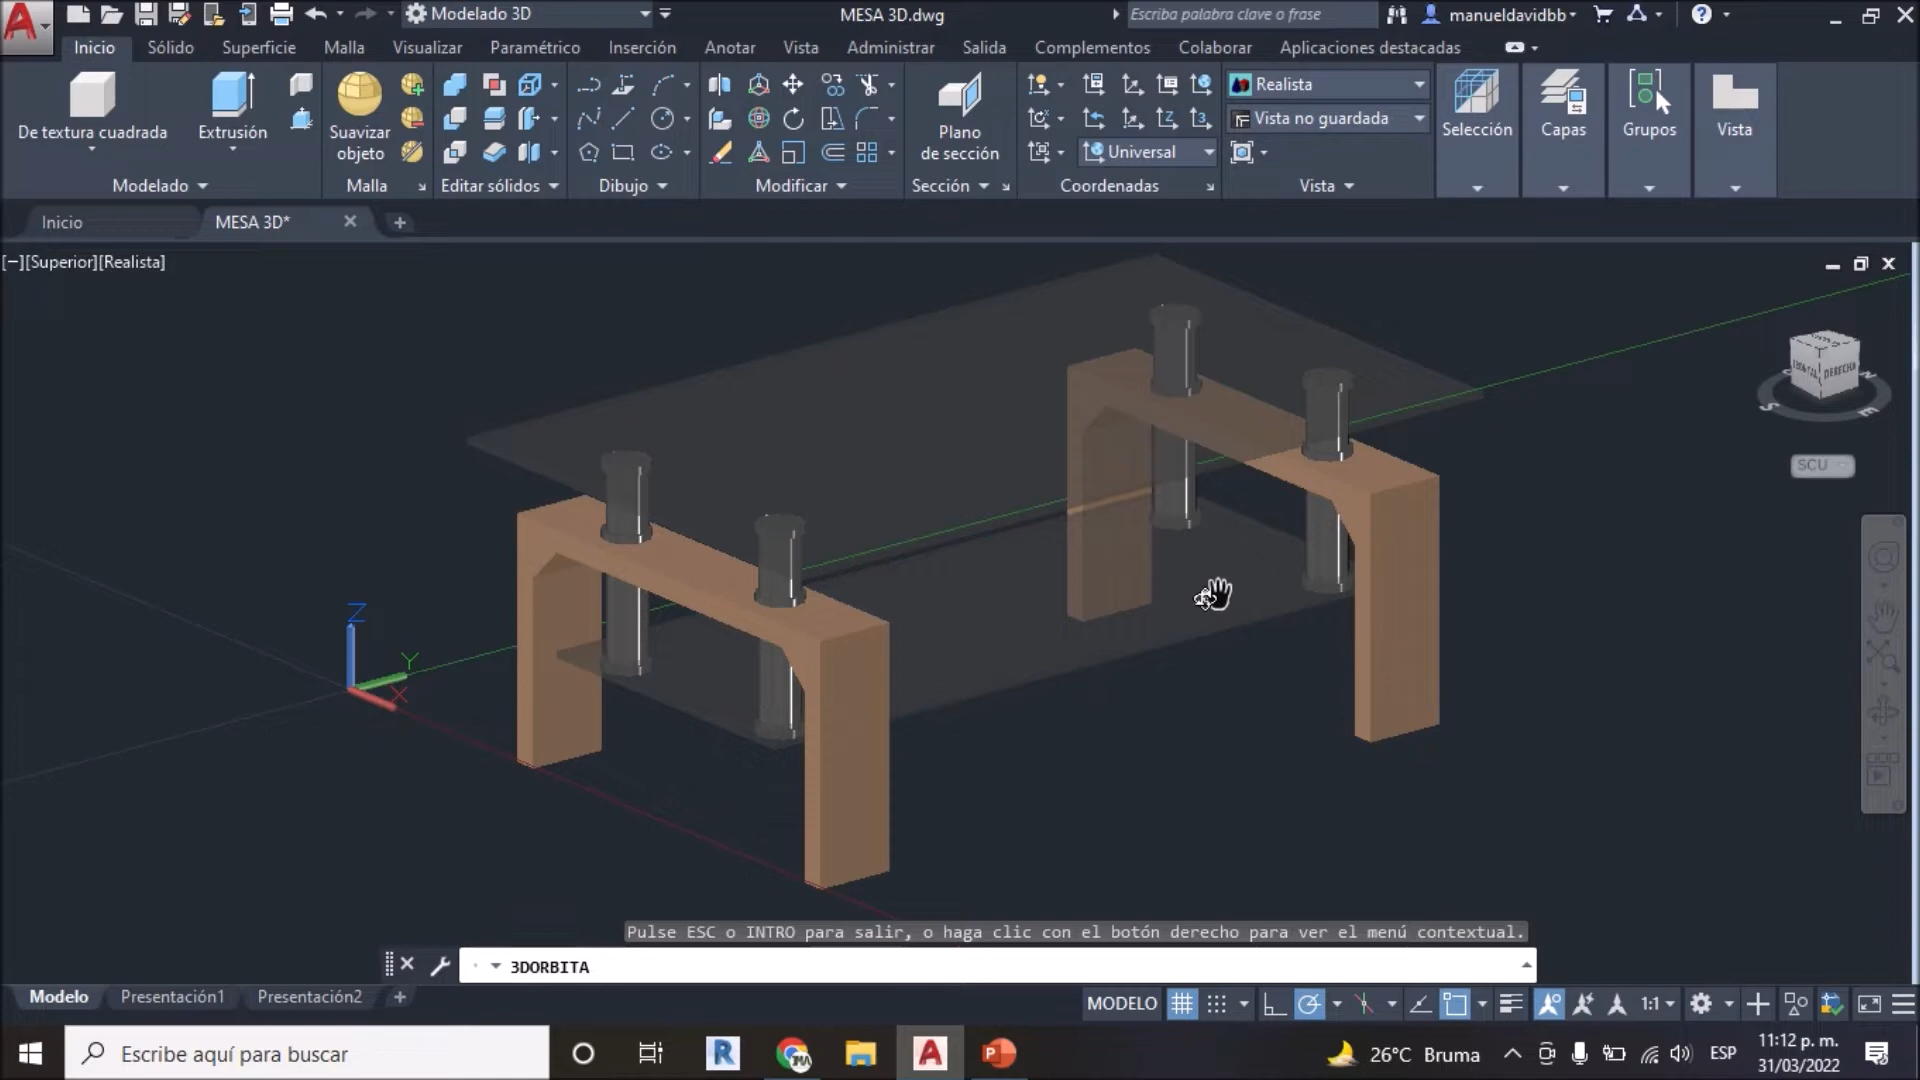 Modelado 3D
MESA 3D.dwg
Escriba palabra clave o frase
manueldavidbb
Inicio
Sólido
Superficie
Malla
Visualizar
Paramétrico
Inserción
Anotar
Vista
Administrar
Salida
Complementos
Colaborar
Aplicaciones destacadas
De textura cuadrada
Extrusión
Suavizar
objeto
Plano
de sección
Universal
Realista
Vista no guardada
Selección
Capas
Grupos
Vista
Modelado
Malla
Editar sólidos
Dibujo
Modificar
Sección
Coordenadas
Vista
Inicio
MESA 3D*
[−][Superior][Realista]
DERECHA
S
E
SCU
Z
Y
X
Pulse ESC o INTRO para salir, o haga clic con el botón derecho para ver el menú contextual.
3DORBITA
Modelo
Presentación1
Presentación2
MODELO
1:1
Escribe aquí para buscar
26°C Bruma
ESP
11:12 p. m.
31/03/2022